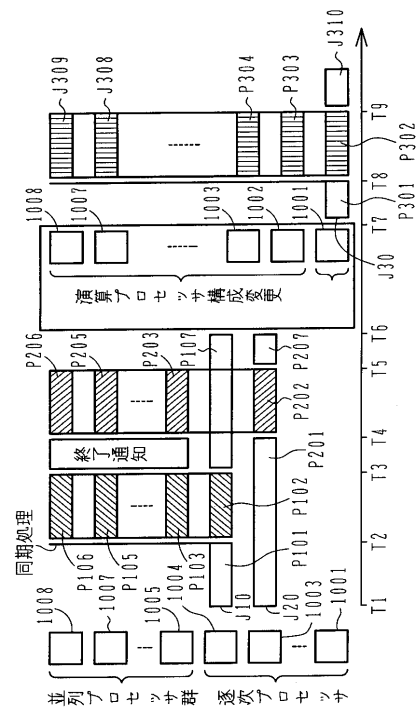 並列プロセッサ群
逐次プロセッサ
1008
1007
1005
1004
1003
1001
同期処理
P106
P105
P103
P102
P101
J10
J20
終了通知
P201
P206
P205
P203
P107
P202
P207
演算プロセッサ構成変更
1008
1007
1003
1002
1001
J30
P301
J309
J308
P304
P303
P302
J310
T1
T2
T3
T4
T5
T6
T7
T8
T9